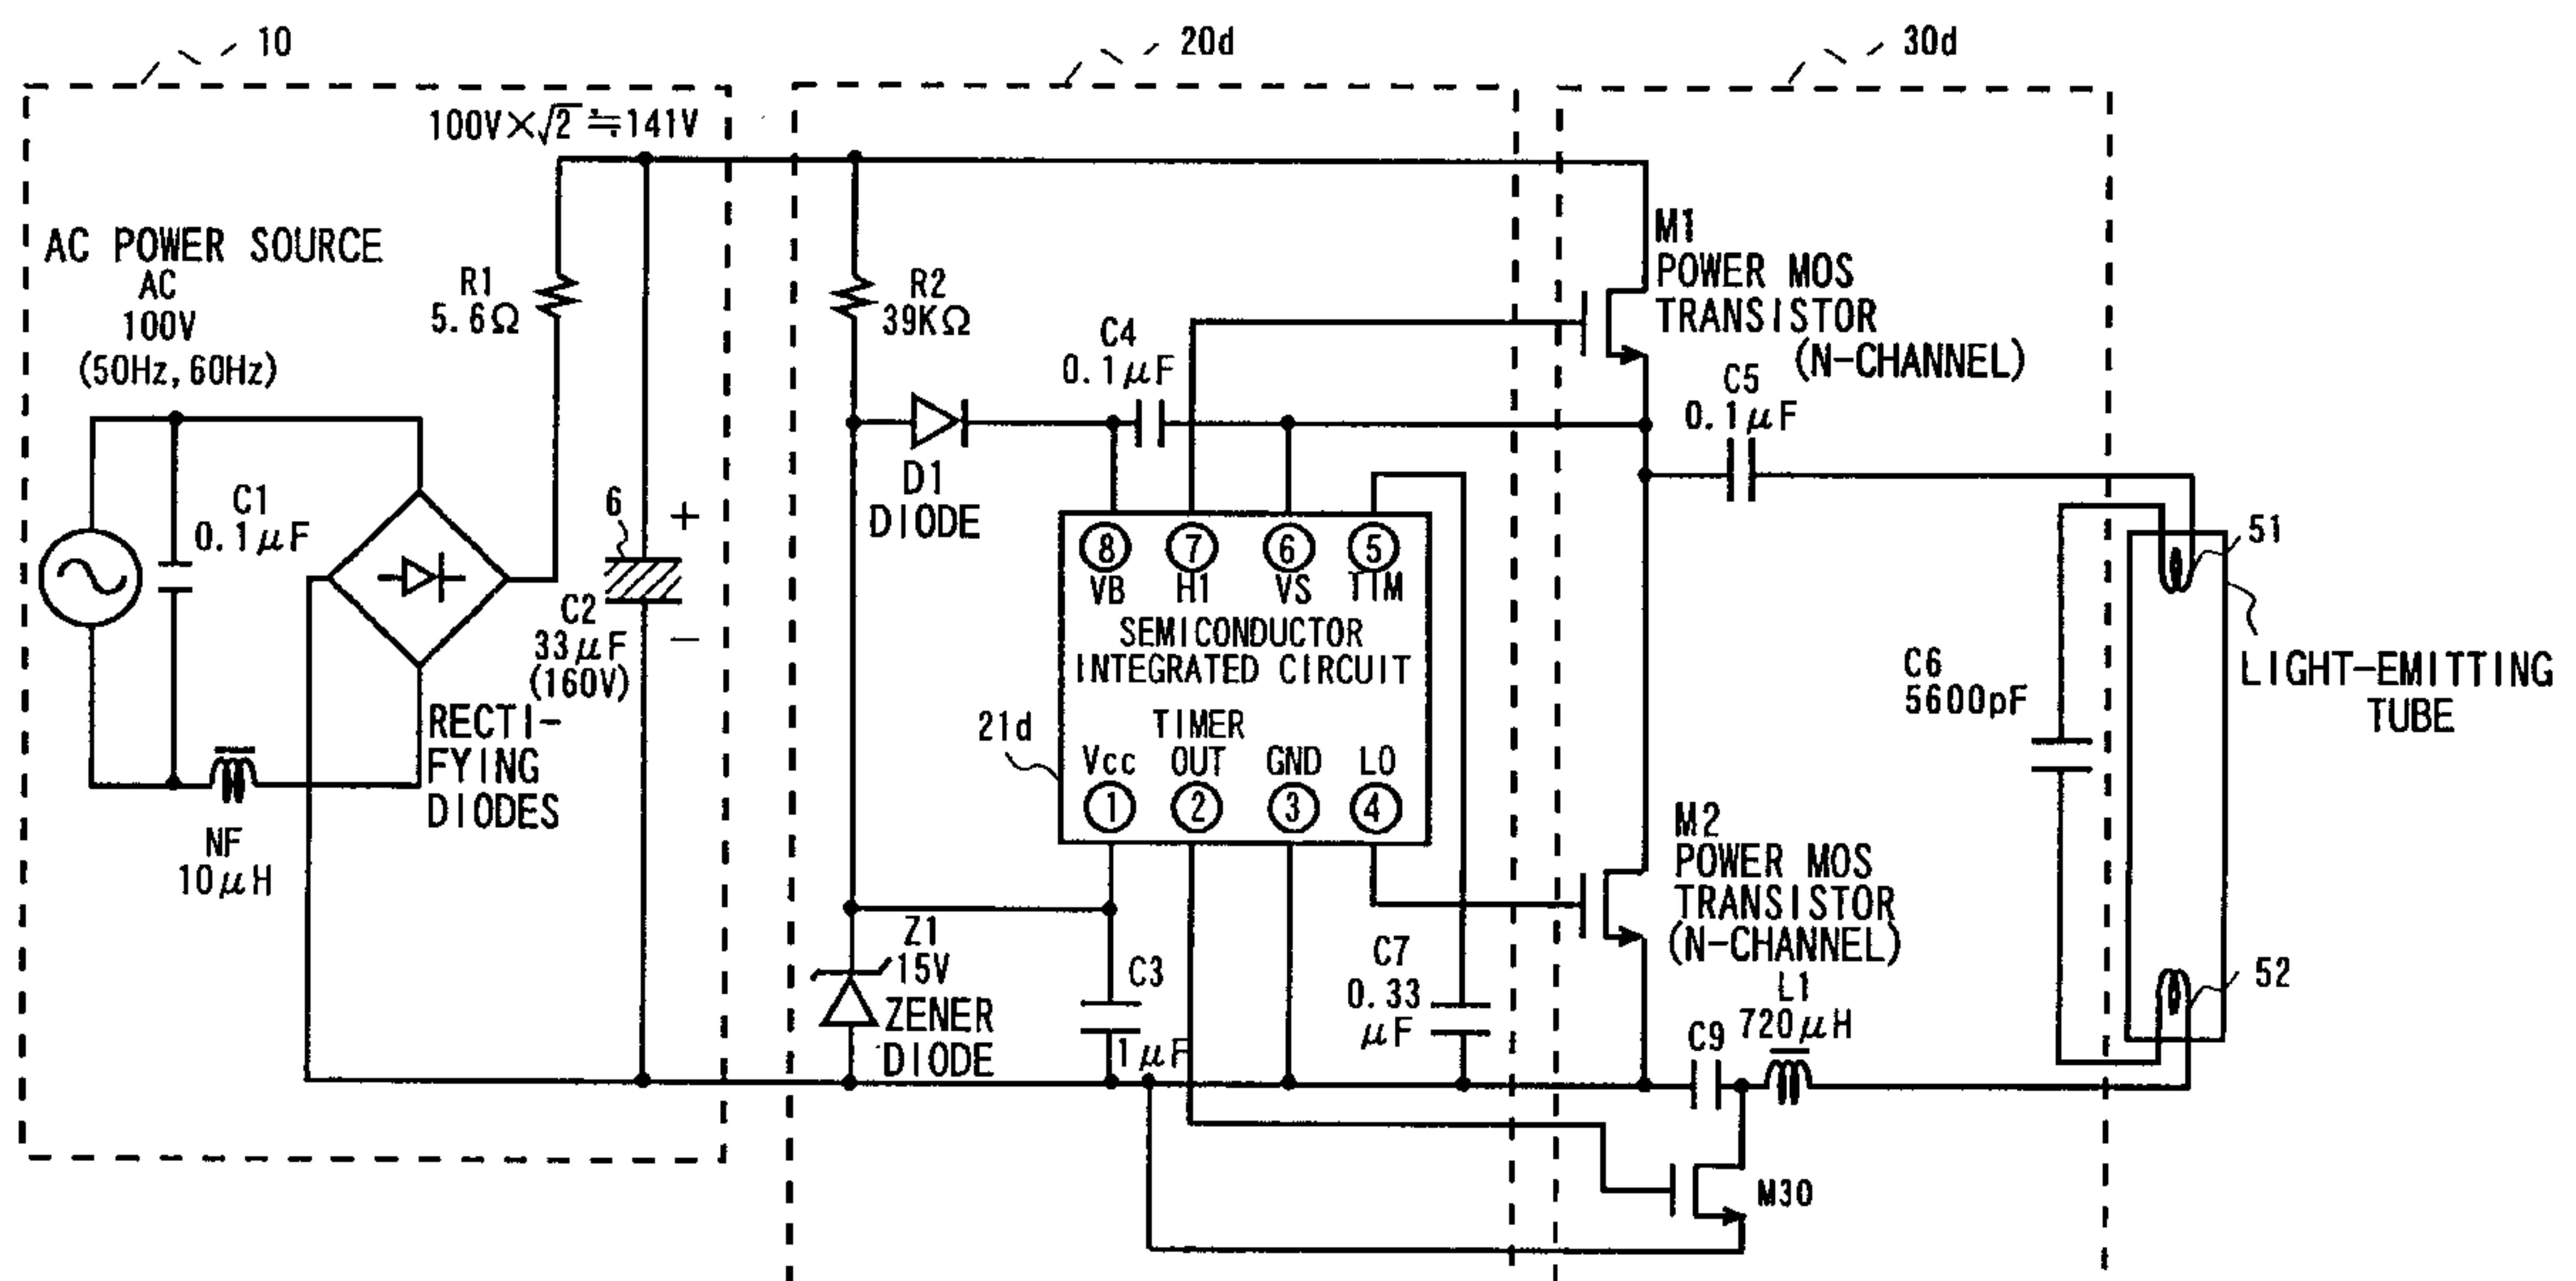 10
20d
30d
100V×√2 ≒141V
AC POWER SOURCE
AC
100V
(50Hz, 60Hz)
R1
5.6Ω
C1
0.1μF
6
+
−
C2
33μF
(160V)
RECTI-
FYING
DIODES
NF
10μH
R2
39KΩ
C4
0.1μF
D1
DIODE
8
7
6
5
VB
H1
VS
TIM
SEMICONDUCTOR
INTEGRATED CIRCUIT
21d
TIMER
Vcc
OUT
GND
LO
1
2
3
4
Z1
15V
ZENER
DIODE
C3
1μF
C7
0.33
μF
M1
POWER MOS
TRANSISTOR
(N-CHANNEL)
C5
0.1μF
M2
POWER MOS
TRANSISTOR
(N-CHANNEL)
L1
720μH
C9
M30
C6
5600pF
51
LIGHT-EMITTING
TUBE
52